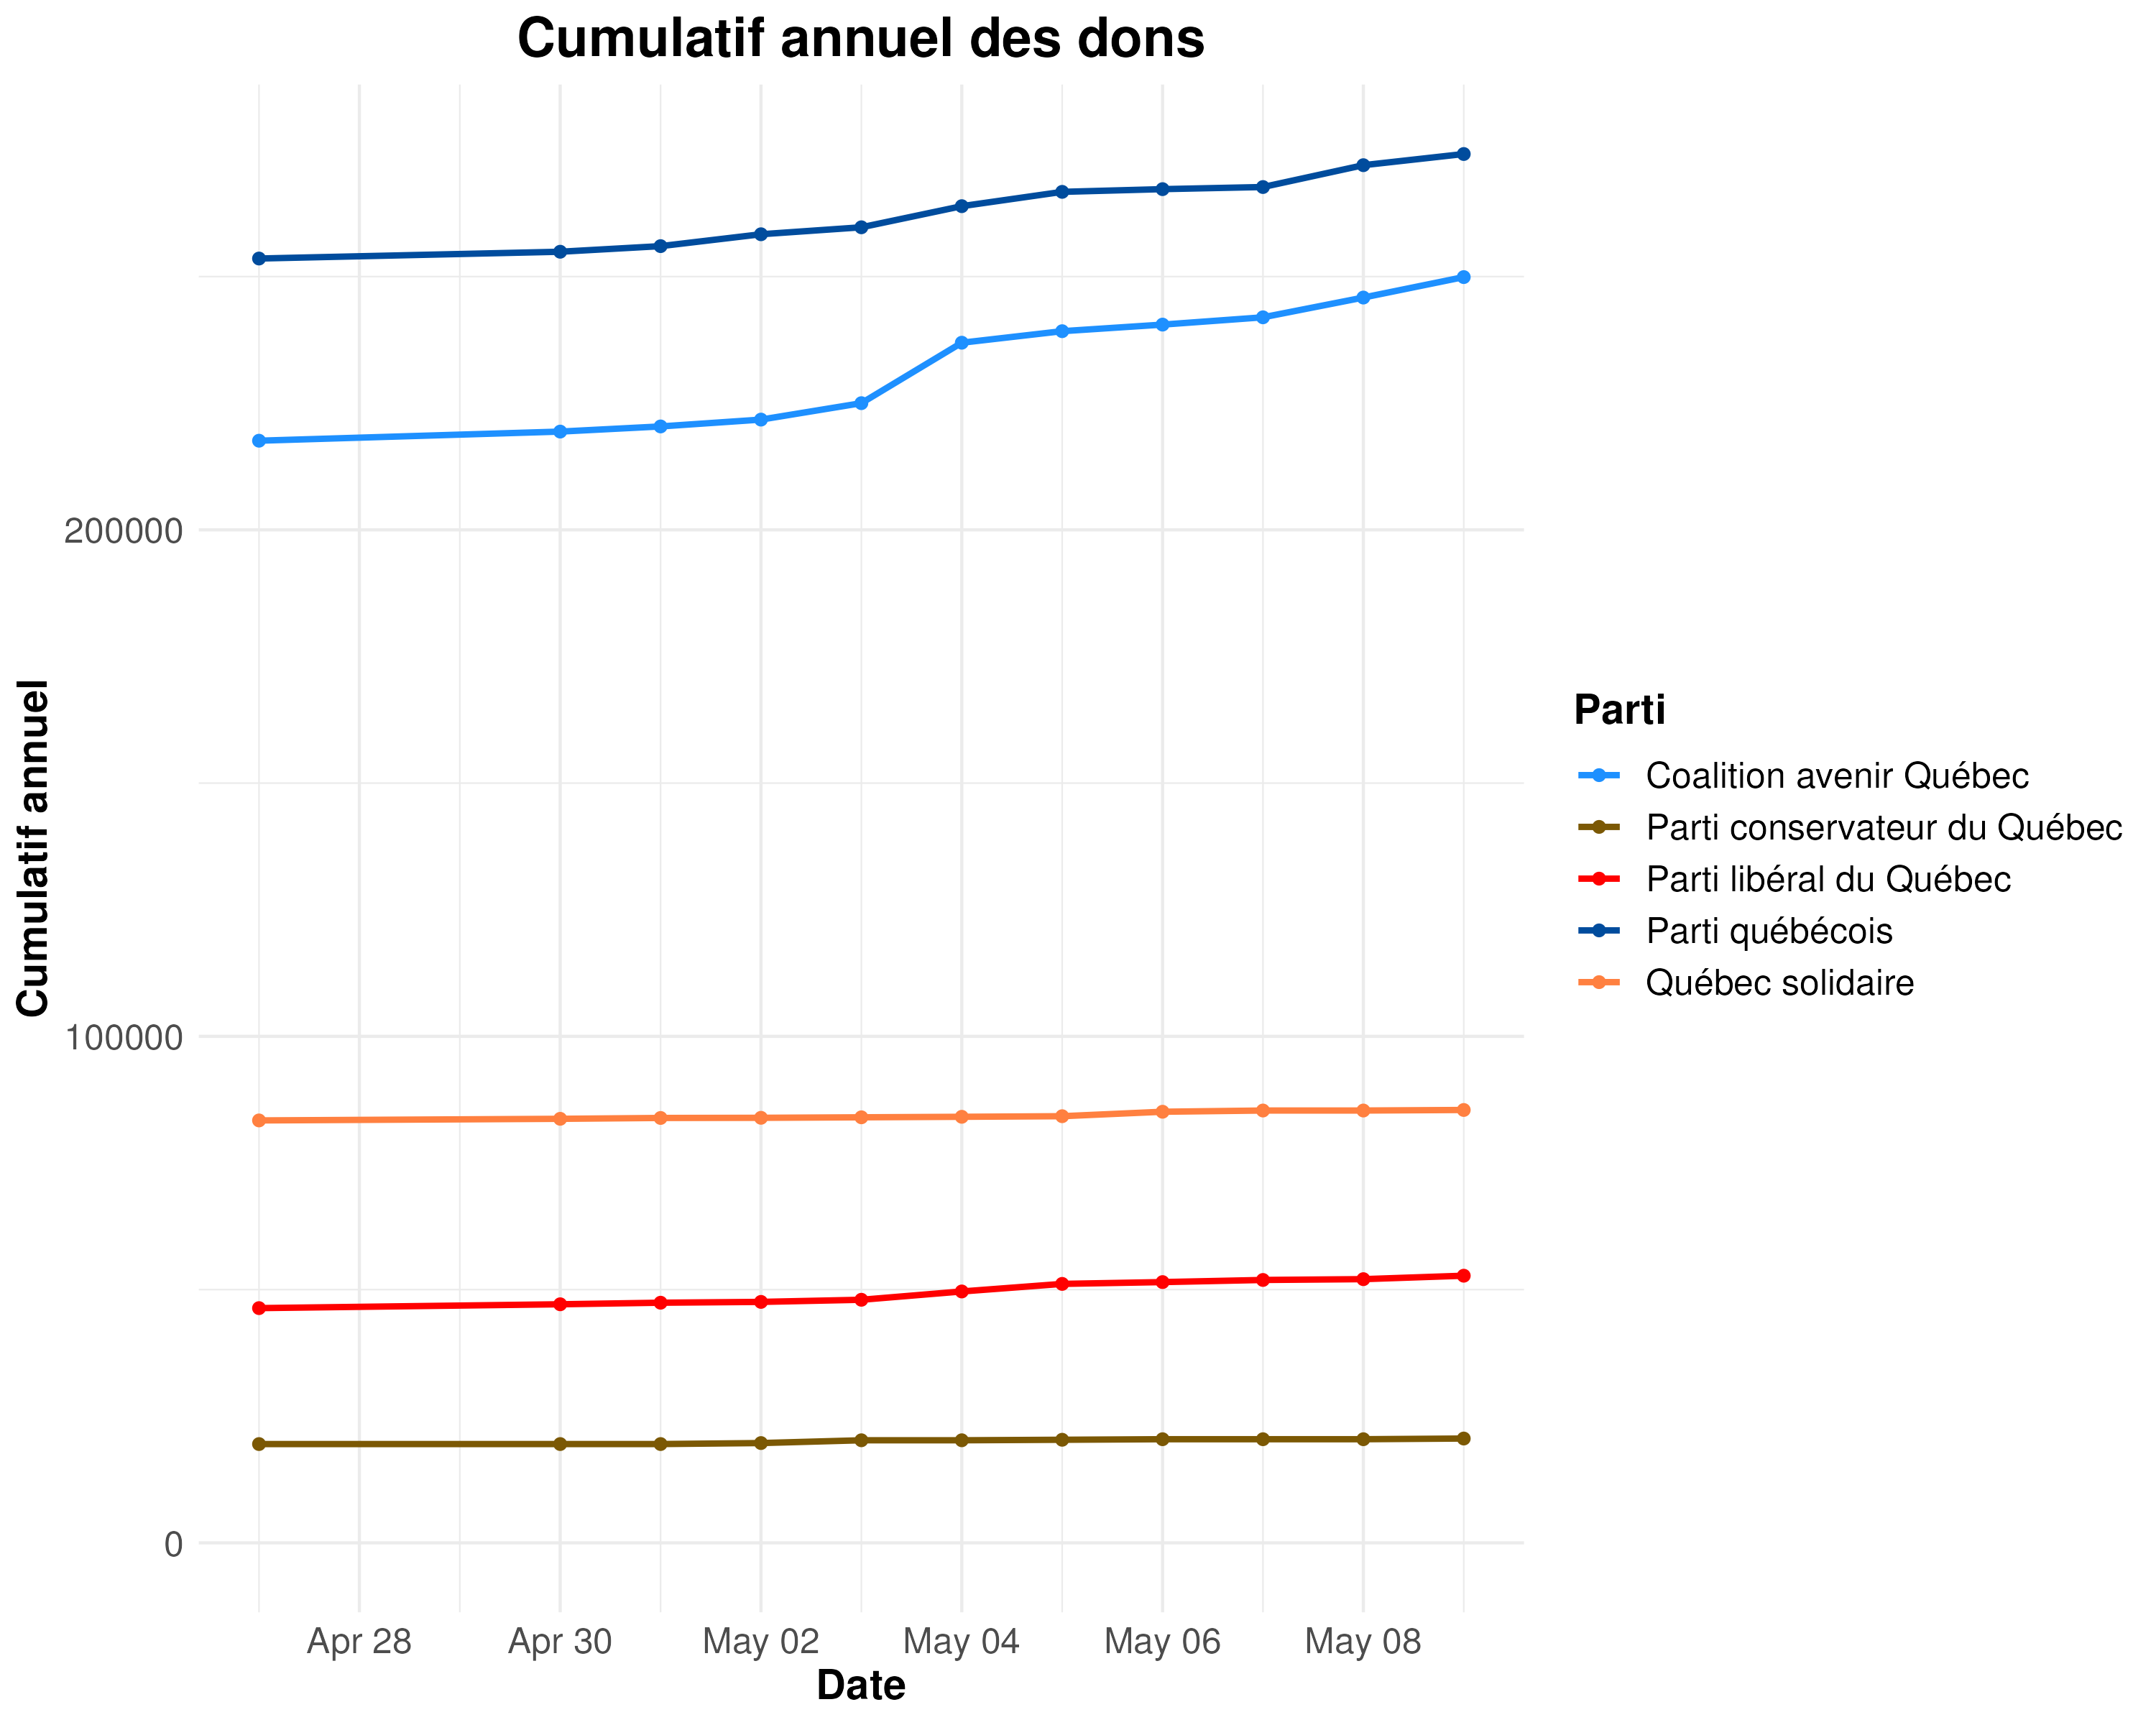 Cumulatif annuel des dons
Cumulatif annuel
200000
100000
0
Apr 28 Apr 30 May 02 May 04 May 06 May 08
Date
Parti
Coalition avenir Québec
Parti conservateur du Québec
Parti libéral du Québec
Parti québécois
Québec solidaire